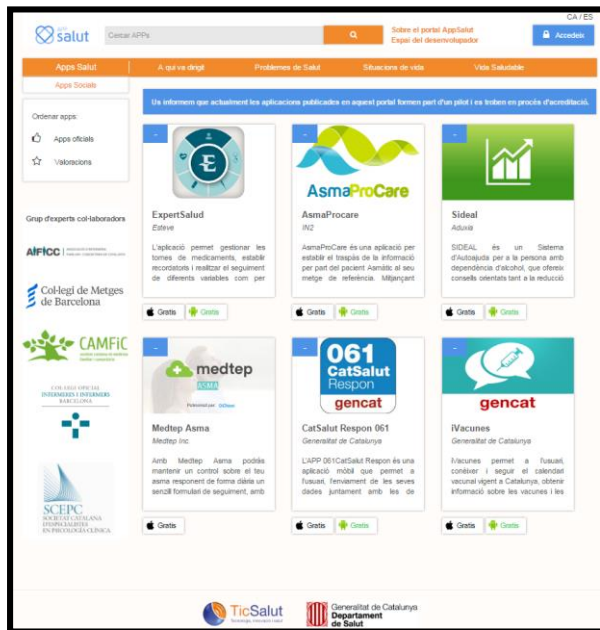 CA / ES
APP
salut
Cercar APPs
Sobre el portal AppSalut
Espai del desenvolupador
Accedeix
Apps Salut
A qui va dirigit
Problemes de Salut
Situacions de vida
Vida Saludable
Apps Socials
Us informem que actualment les aplicacions publicades en aquest portal formen part d'un pilot i es troben en procés d'acreditació.
Ordenar apps:
Apps oficials
Valoracions
Grup d'experts col·laboradors
AIFICC
Col·legi de Metges
de Barcelona
CAMFiC
COL·LEGI OFICIAL
INFERMERES I INFERMERS
BARCELONA
SCEPC
SOCIETAT CATALANA
D'ESPECIALISTES
EN PSICOLOGIA CLÍNICA
E
ExpertSalud
Esteve
L'aplicació permet gestionar les
tomes de medicaments, establir
recordatoris i realitzar el seguiment
de diferents variables com per
Gratis
Gratis
AsmaProCare
AsmaProcare
IN2
AsmaProCare és una aplicació per
establir el traspàs de la informació
per part del pacient Asmàtic al seu
metge de referència. Mitjançant
Gratis
Gratis
Sideal
Aduxia
SIDEAL és un Sistema
d'Autoajuda per a la persona amb
dependència d'alcohol, que ofereix
consells orientats tant a la reducció
Gratis
Gratis
medtep
ASMA
Medtep Asma
Medtep Inc.
Amb Medtep Asma podràs
mantenir un control sobre el teu
asma responent de forma diària un
senzill formulari de seguiment, amb
Gratis
Gratis
061
CatSalut
Respon
gencat
CatSalut Respon 061
Generalitat de Catalunya
L'APP 061CatSalut Respon és una
aplicació mòbil que permet a
l'usuari, l'enviament de les seves
dades juntament amb les de
Gratis
Gratis
gencat
iVacunes
Generalitat de Catalunya
iVacunes permet a l'usuari,
conèixer i seguir el calendari
vacunal vigent a Catalunya, obtenir
informació sobre les vacunes i les
Gratis
Gratis
TicSalut
Tecnologia, innovació i salut
Generalitat de Catalunya
Departament
de Salut